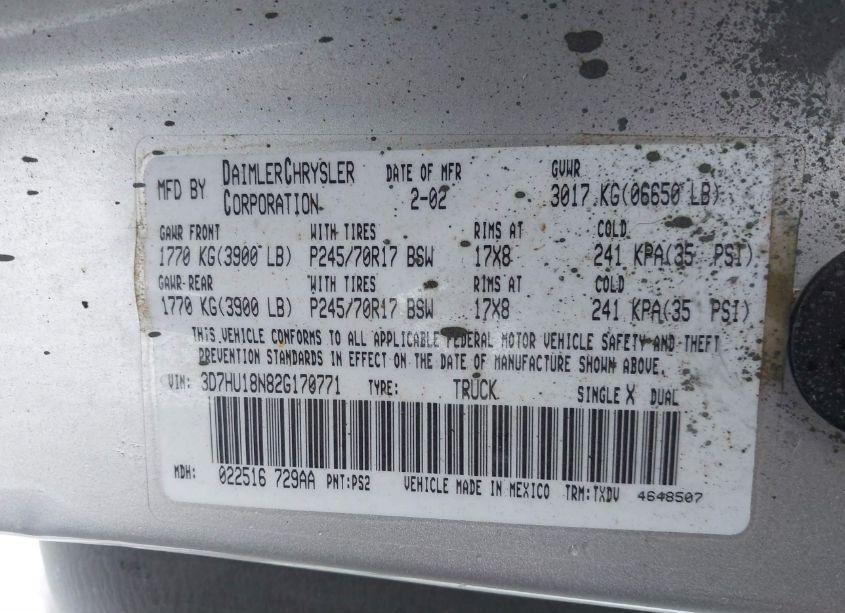 MFD BY DAIMLERCHRYSLER CORPORATION DATE OF MFR 2-02 GVWR 3017 KG(06650 LB)
GAWR FRONT WITH TIRES RIMS AT COLD
1770 KG(3900 LB) P245/70R17 BSW 17X8 241 KPA(35 PSI)
GAWR REAR WITH TIRES RIMS AT COLD
1770 KG(3900 LB) P245/70R17 BSW 17X8 241 KPA(35 PSI)
THIS VEHICLE CONFORMS TO ALL APPLICABLE FEDERAL MOTOR VEHICLE SAFETY AND THEFT
PREVENTION STANDARDS IN EFFECT ON THE DATE OF MANUFACTURE SHOWN ABOVE.
VIN: 3D7HU18N82G170771 TYPE: TRUCK SINGLE X DUAL
MDH: 022516 729AA PNT:PS2 VEHICLE MADE IN MEXICO TRM:TXDV 4648507